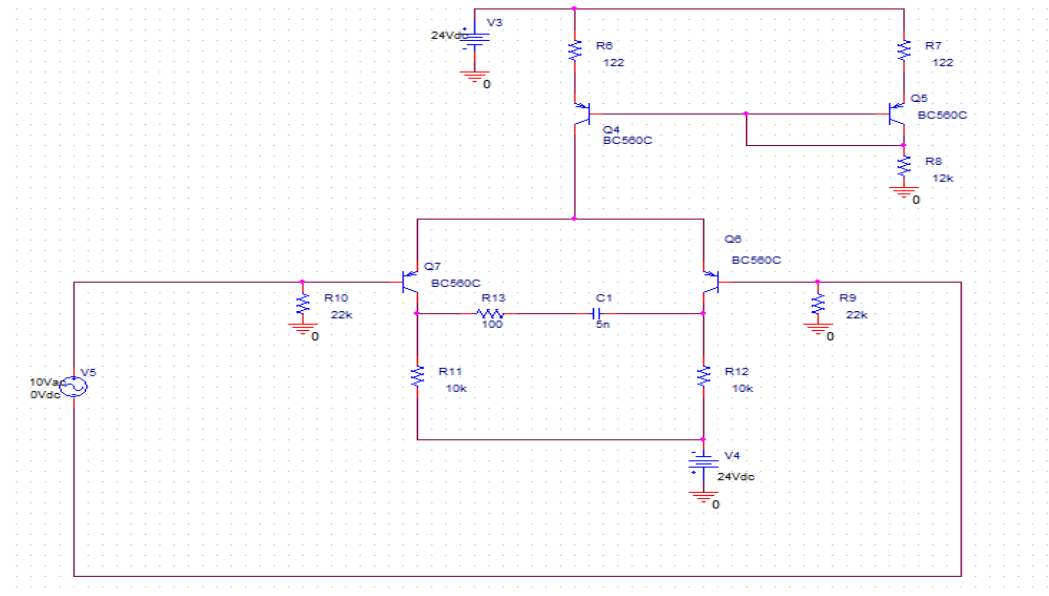 V3
24Vdc
0
R6
122
R7
122
Q4
BC560C
Q5
BC560C
R8
12k
0
Q7
BC560C
Q6
BC560C
R10
22k
0
R13
100
C1
5n
R9
22k
0
R11
10k
R12
10k
V5
10Vac
0Vdc
V4
24Vdc
0